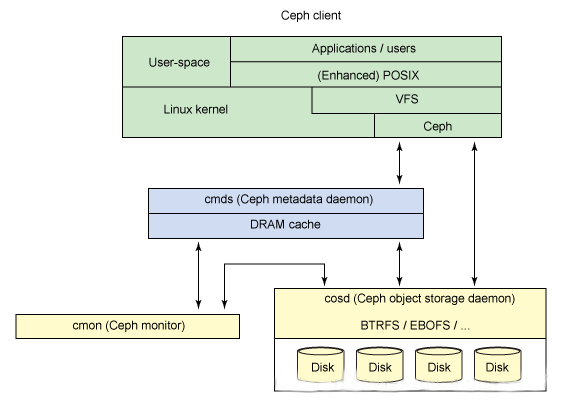 Ceph client
User-space
Applications / users
(Enhanced) POSIX
Linux kernel
VFS
Ceph
cmds (Ceph metadata daemon)
DRAM cache
cmon (Ceph monitor)
cosd (Ceph object storage daemon)
BTRFS / EBOFS / ...
Disk
Disk
Disk
Disk